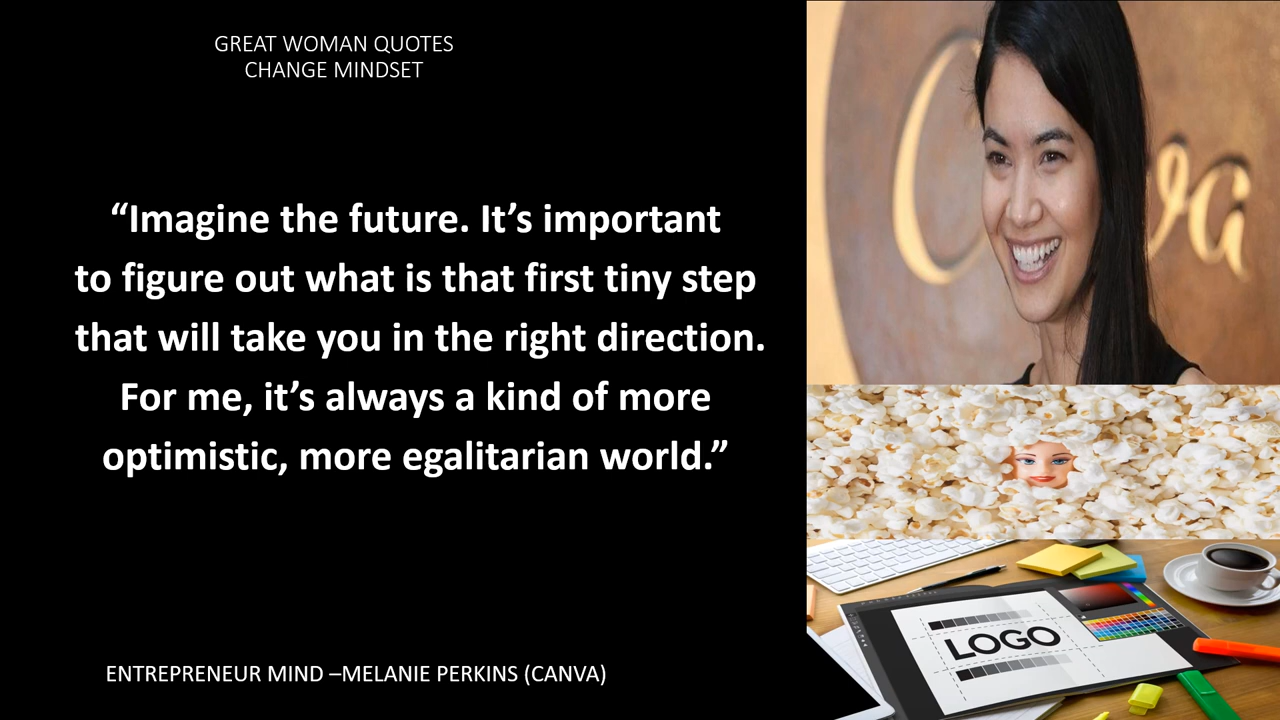 GREAT WOMAN QUOTES
CHANGE MINDSET
“Imagine the future. It’s important
to figure out what is that first tiny step
that will take you in the right direction.
For me, it’s always a kind of more
optimistic, more egalitarian world.”
ENTREPRENEUR MIND –MELANIE PERKINS (CANVA)
C
va
LOGO